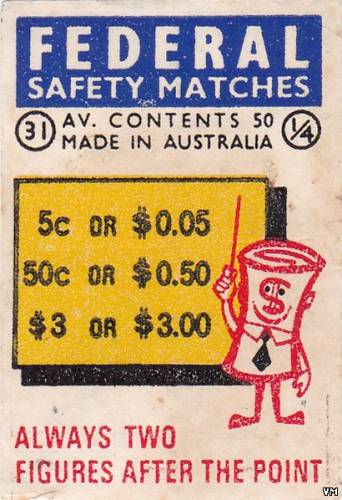 FEDERAL
SAFETY MATCHES
31 AV. CONTENTS 50 1/4
MADE IN AUSTRALIA
5c OR $0.05
50c OR $0.50
$3 OR $3.00
$
ALWAYS TWO
FIGURES AFTER THE POINT
VM